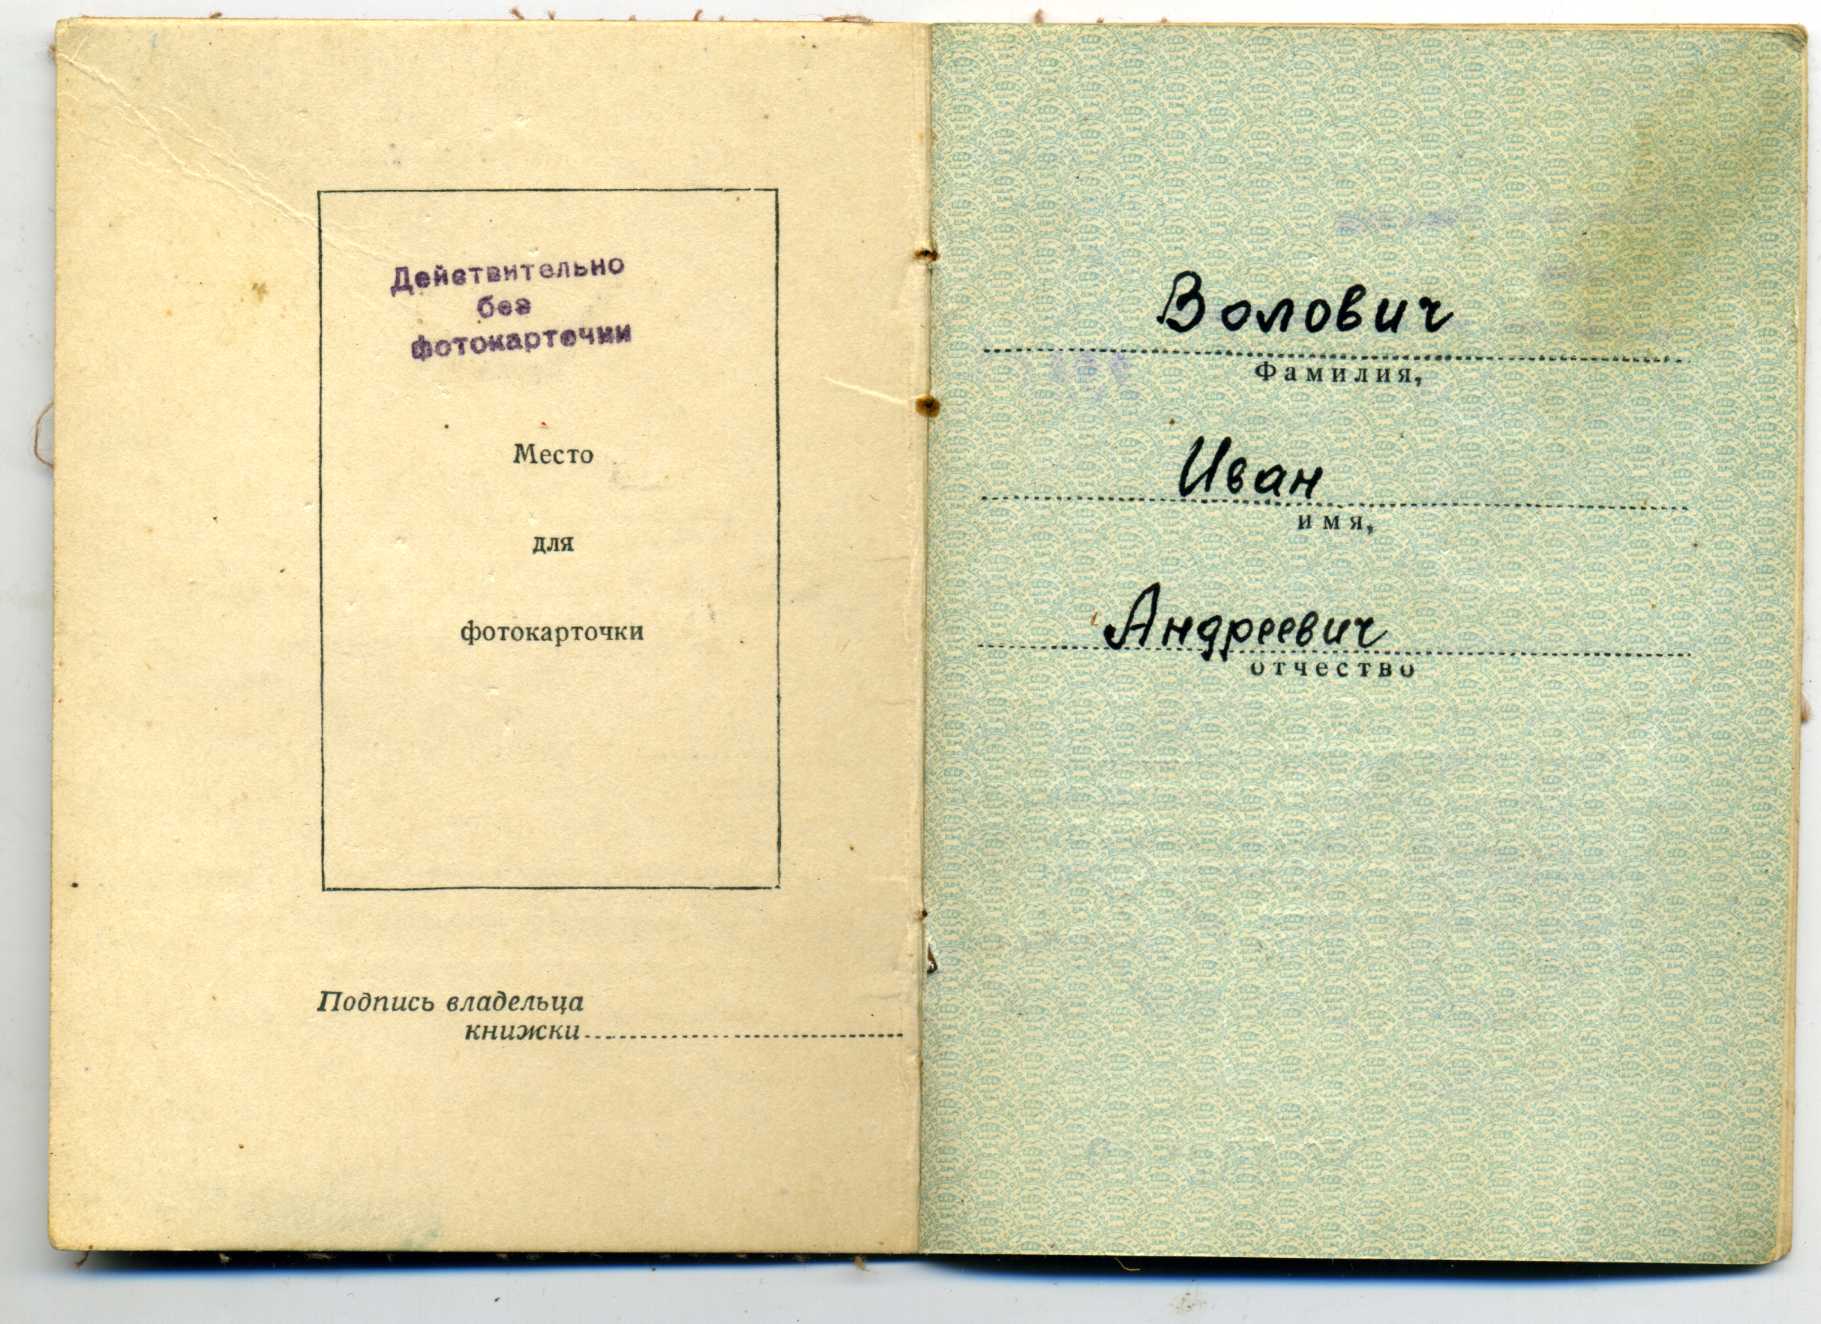 Действительно
без
фотокарточки
Место
для
фотокарточки
Подпись владельца
книжки
Волович
Фамилия,
Иван
имя,
Андреевич
отчество